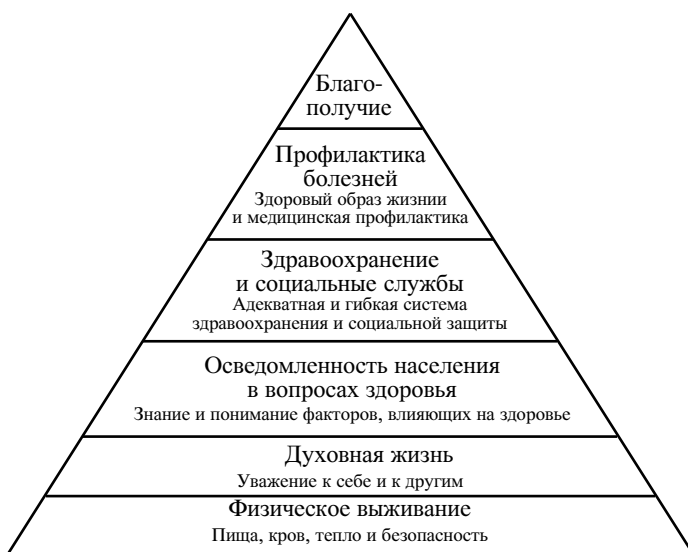 Благо-
получие
Профилактика
болезней
Здоровый образ жизнии
и медицинская профилактика
Здравоохранение
и социальные службы
Адекватная и гибкая система
здравоохранения и социальной защиты
Осведомленность населения
в вопросах здоровья
Знание и понимание факторов, влияющих на здоровье
Духовная жизнь
Уважение к себе и к другим
Физическое выживание
Пища, кров, тепло и безопасность